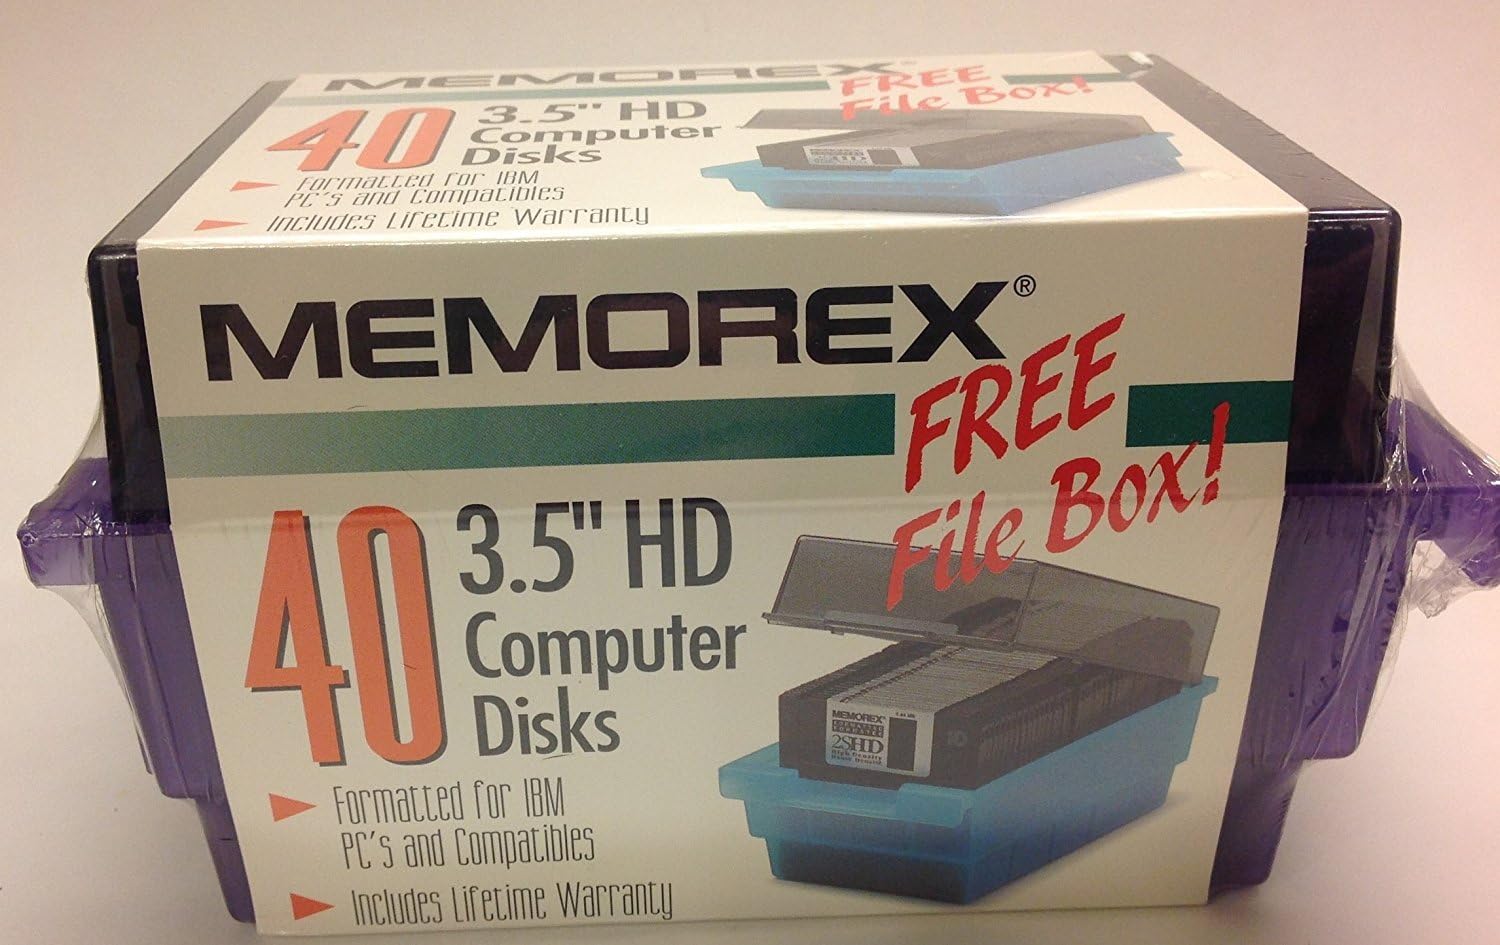 MEMOREX®
FREE
File Box!
40
3.5" HD
Computer
Disks
Formatted for IBM
PC's and Compatibles
Includes Lifetime Warranty
MEMOREX®
FREE
File Box!
40
3.5" HD
Computer
Disks
MEMOREX
2SHD
High Density
Formatted for IBM
PC's and Compatibles
Includes Lifetime Warranty